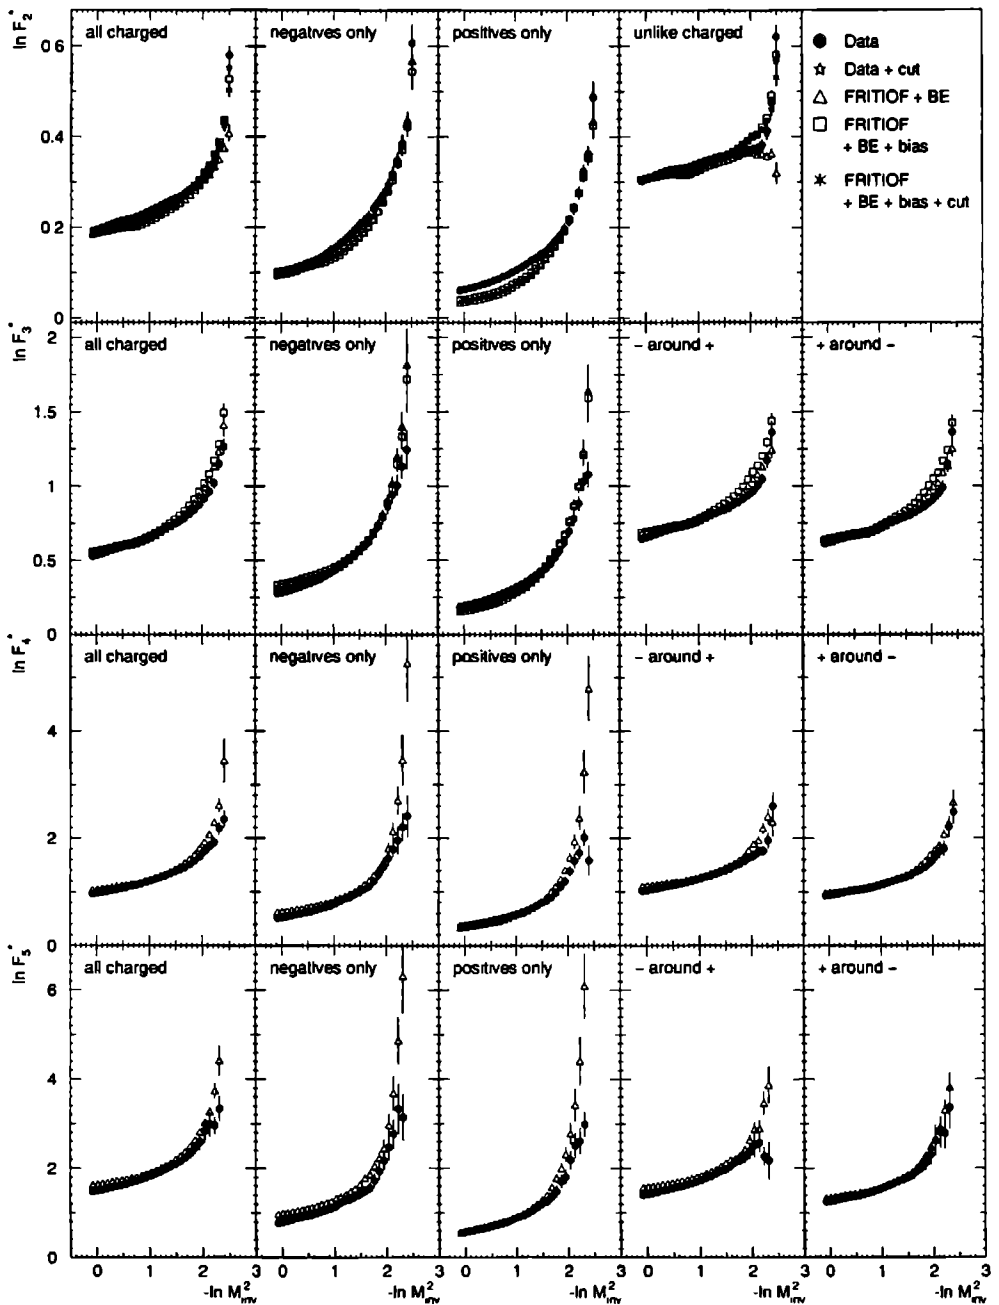 ln F₂*
all charged
negatives only
positives only
unlike charged
Data
Data + cut
FRITIOF + BE
FRITIOF
+ BE + bias
FRITIOF
+ BE + bias + cut
0 6
0.4
0 2
0
ln F₃*
all charged
negatives only
positives only
− around +
+ around −
2
1.5
1
0.5
0
ln F₄*
all charged
negatives only
positives only
− around +
+ around −
4
2
0
ln F₅*
all charged
negatives only
positives only
− around +
+ around −
6
4
2
0
0 1 2 3 0 1 2 3 0 1 2 3 0 1 2 3 0 1 2 3
-ln M²inv -ln M²inv -ln M²inv -ln M²inv -ln M²inv